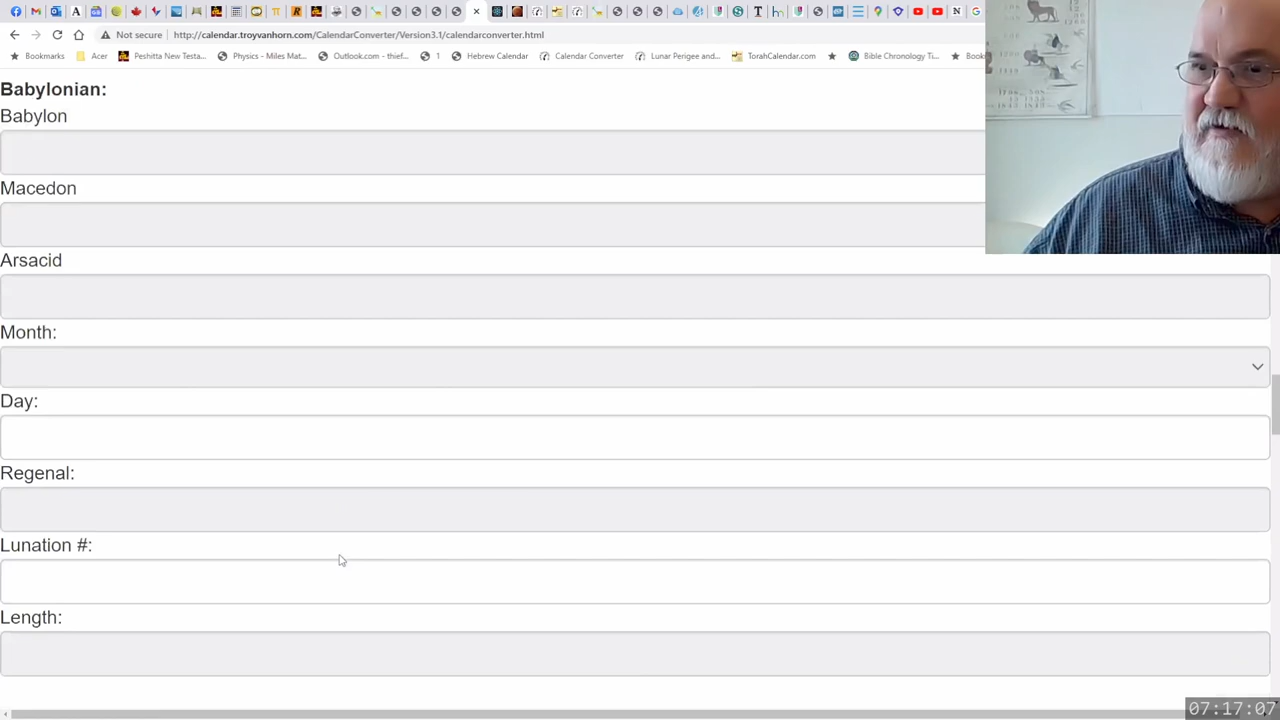 Not secure http://calendar.troyvanhorn.com/CalendarConverter/Version3.1/calendarconverter.html
Bookmarks Acer Peshitta New Testa... Physics - Miles Mat... Outlook.com - thief... 1 Hebrew Calendar Calendar Converter Lunar Perigee and... TorahCalendar.com Bible Chronology Ti...
Babylonian:
Babylon
Macedon
Arsacid
Month:
Day:
Regenal:
Lunation #:
Length:
07:17:07